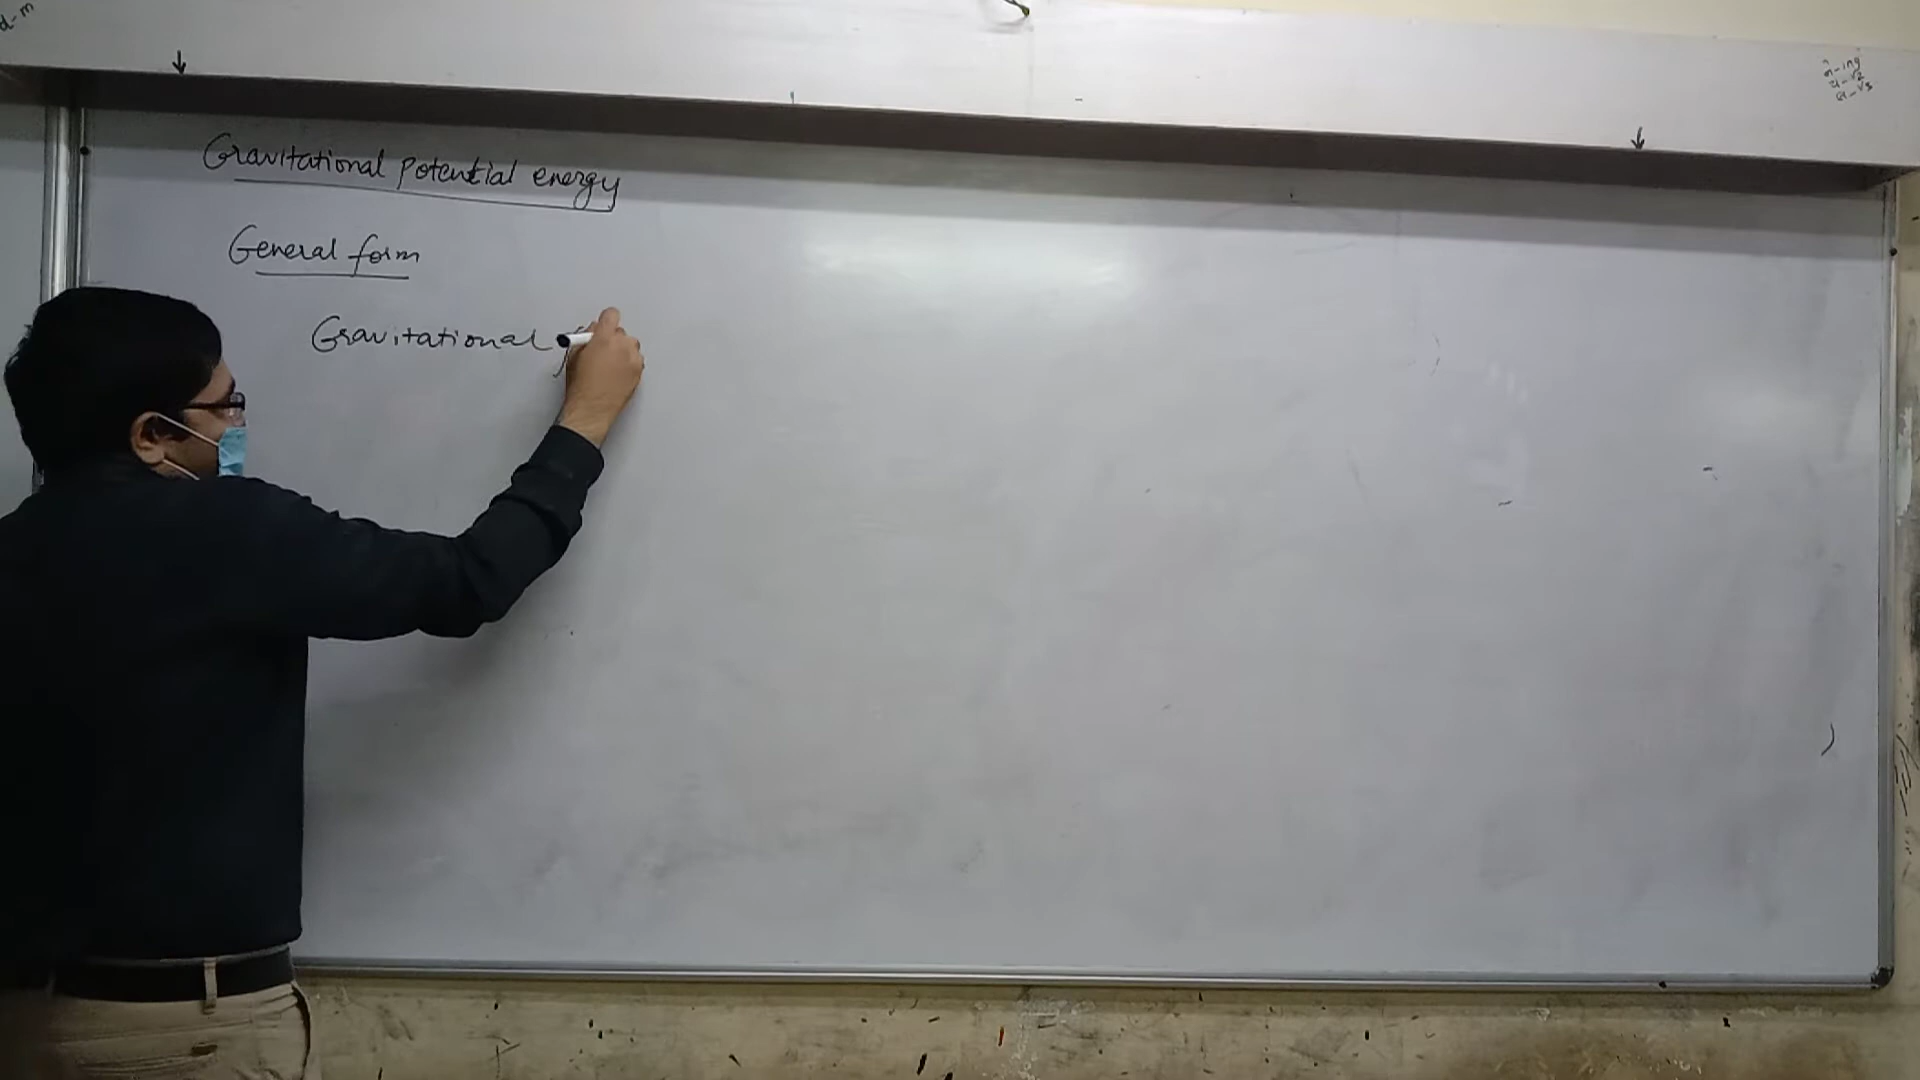 d-m
Gravitational potential energy
General form
Gravitational